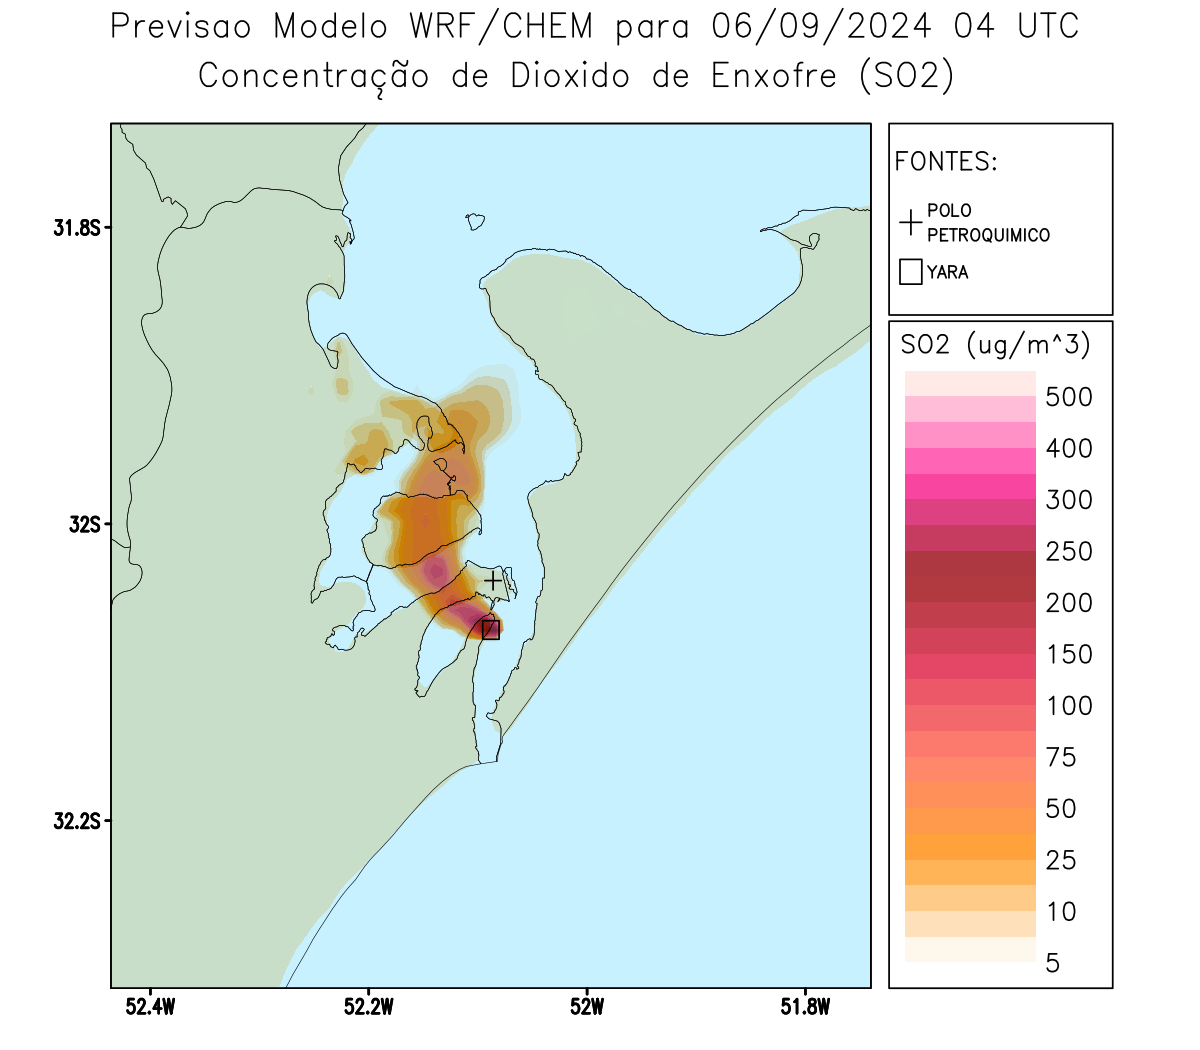 Previsao Modelo WRF/CHEM para 06/09/2024 04 UTC
Concentração de Dioxido de Enxofre (SO2)
FONTES:
POLO
PETROQUIMICO
YARA
31.8S
32S
32.2S
52.4W
52.2W
52W
51.8W
SO2 (ug/m^3)
500
400
300
250
200
150
100
75
50
25
10
5